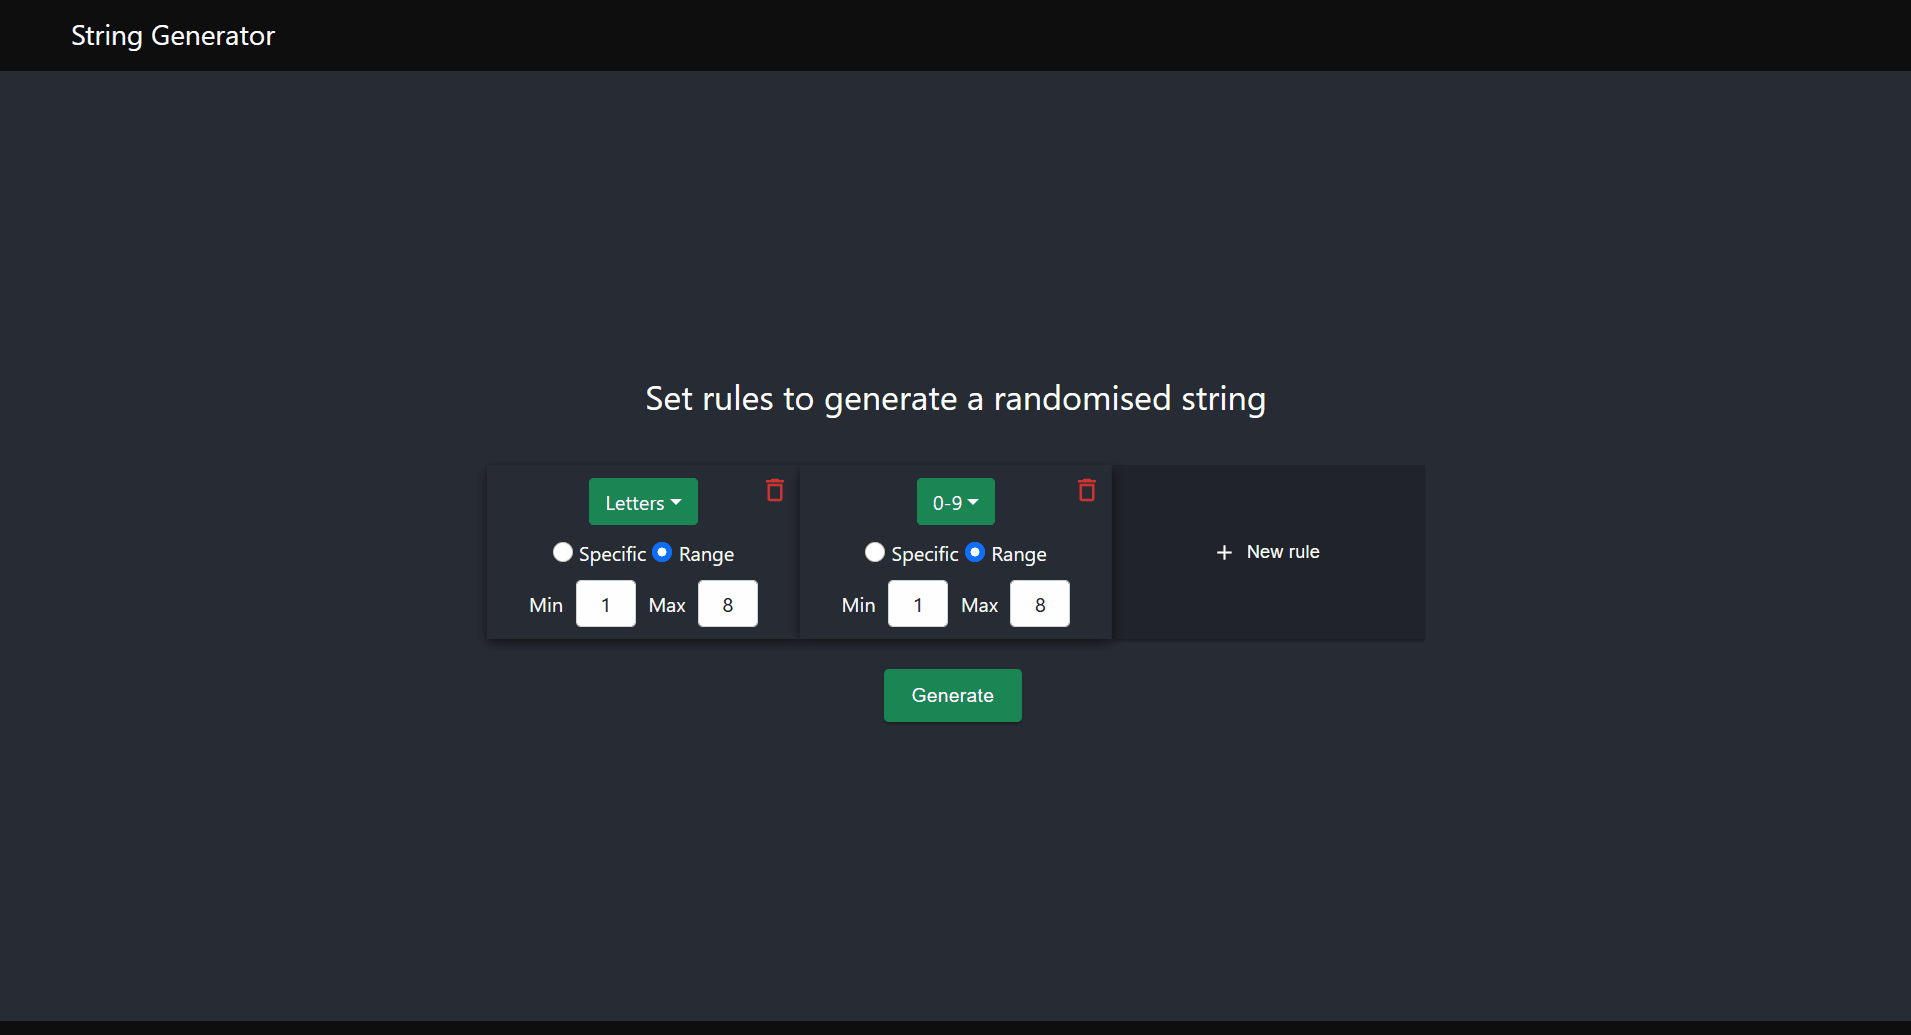 String Generator
Set rules to generate a randomised string
Letters
Specific Range
Min 1 Max 8
0-9
Specific Range
Min 1 Max 8
+ New rule
Generate